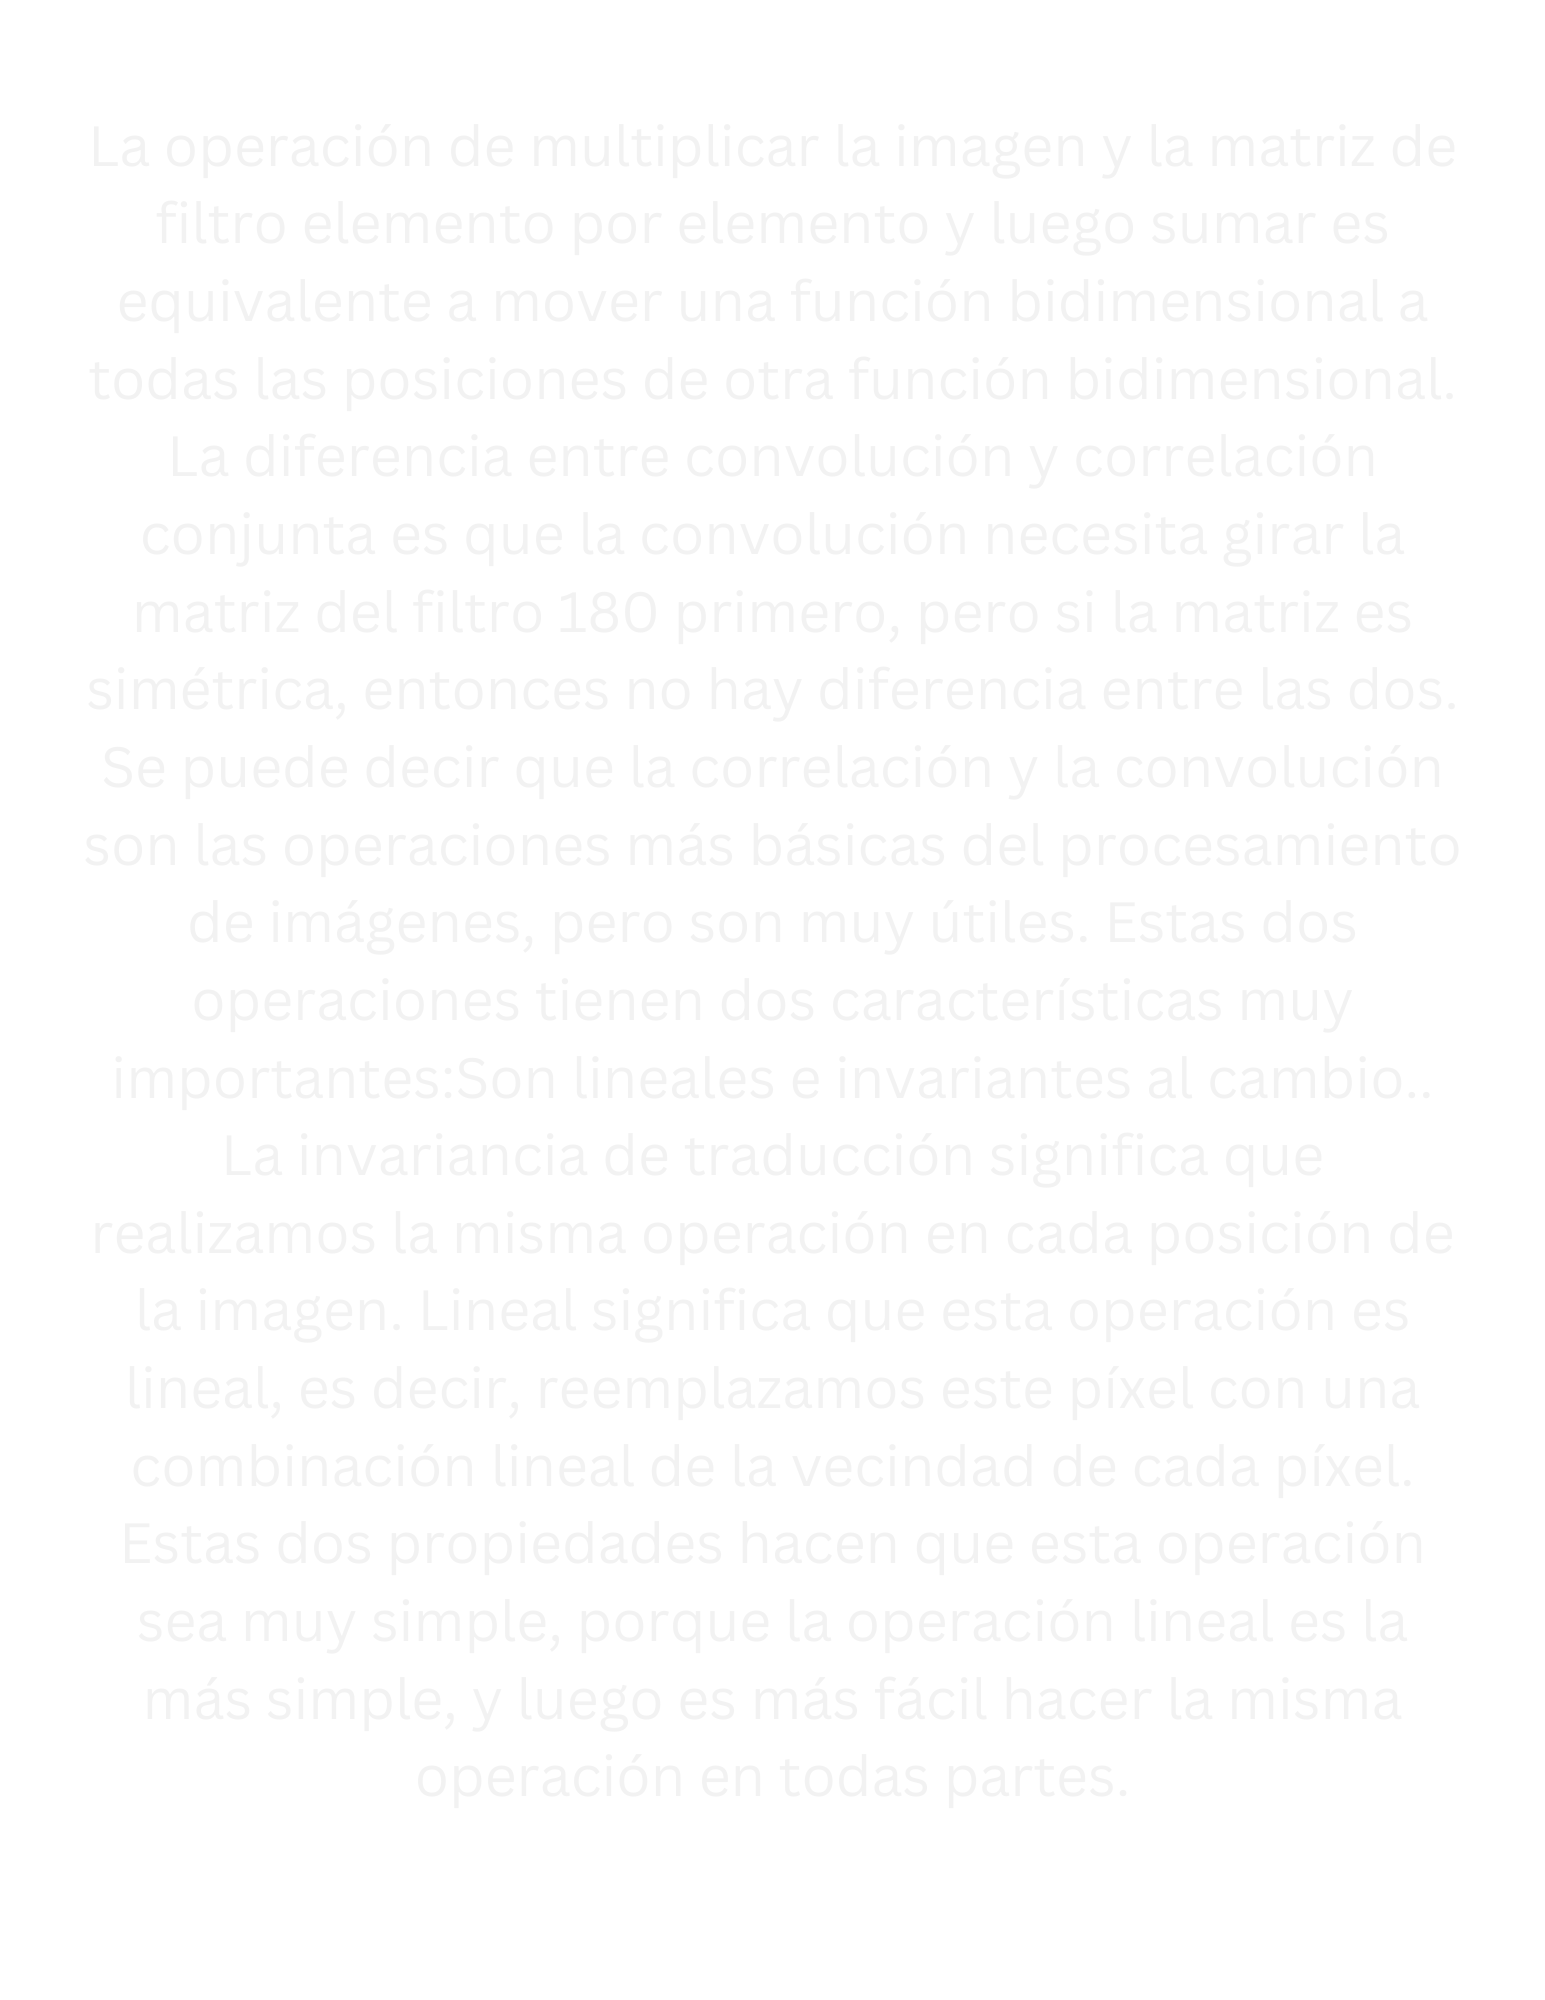 La operación de multiplicar la imagen y la matriz de
filtro elemento por elemento y luego sumar es
equivalente a mover una función bidimensional a
todas las posiciones de otra función bidimensional.
La diferencia entre convolución y correlación
conjunta es que la convolución necesita girar la
matriz del filtro 180 primero, pero si la matriz es
simétrica, entonces no hay diferencia entre las dos.
Se puede decir que la correlación y la convolución
son las operaciones más básicas del procesamiento
de imágenes, pero son muy útiles. Estas dos
operaciones tienen dos características muy
importantes:Son lineales e invariantes al cambio..
La invariancia de traducción significa que
realizamos la misma operación en cada posición de
la imagen. Lineal significa que esta operación es
lineal, es decir, reemplazamos este píxel con una
combinación lineal de la vecindad de cada píxel.
Estas dos propiedades hacen que esta operación
sea muy simple, porque la operación lineal es la
más simple, y luego es más fácil hacer la misma
operación en todas partes.